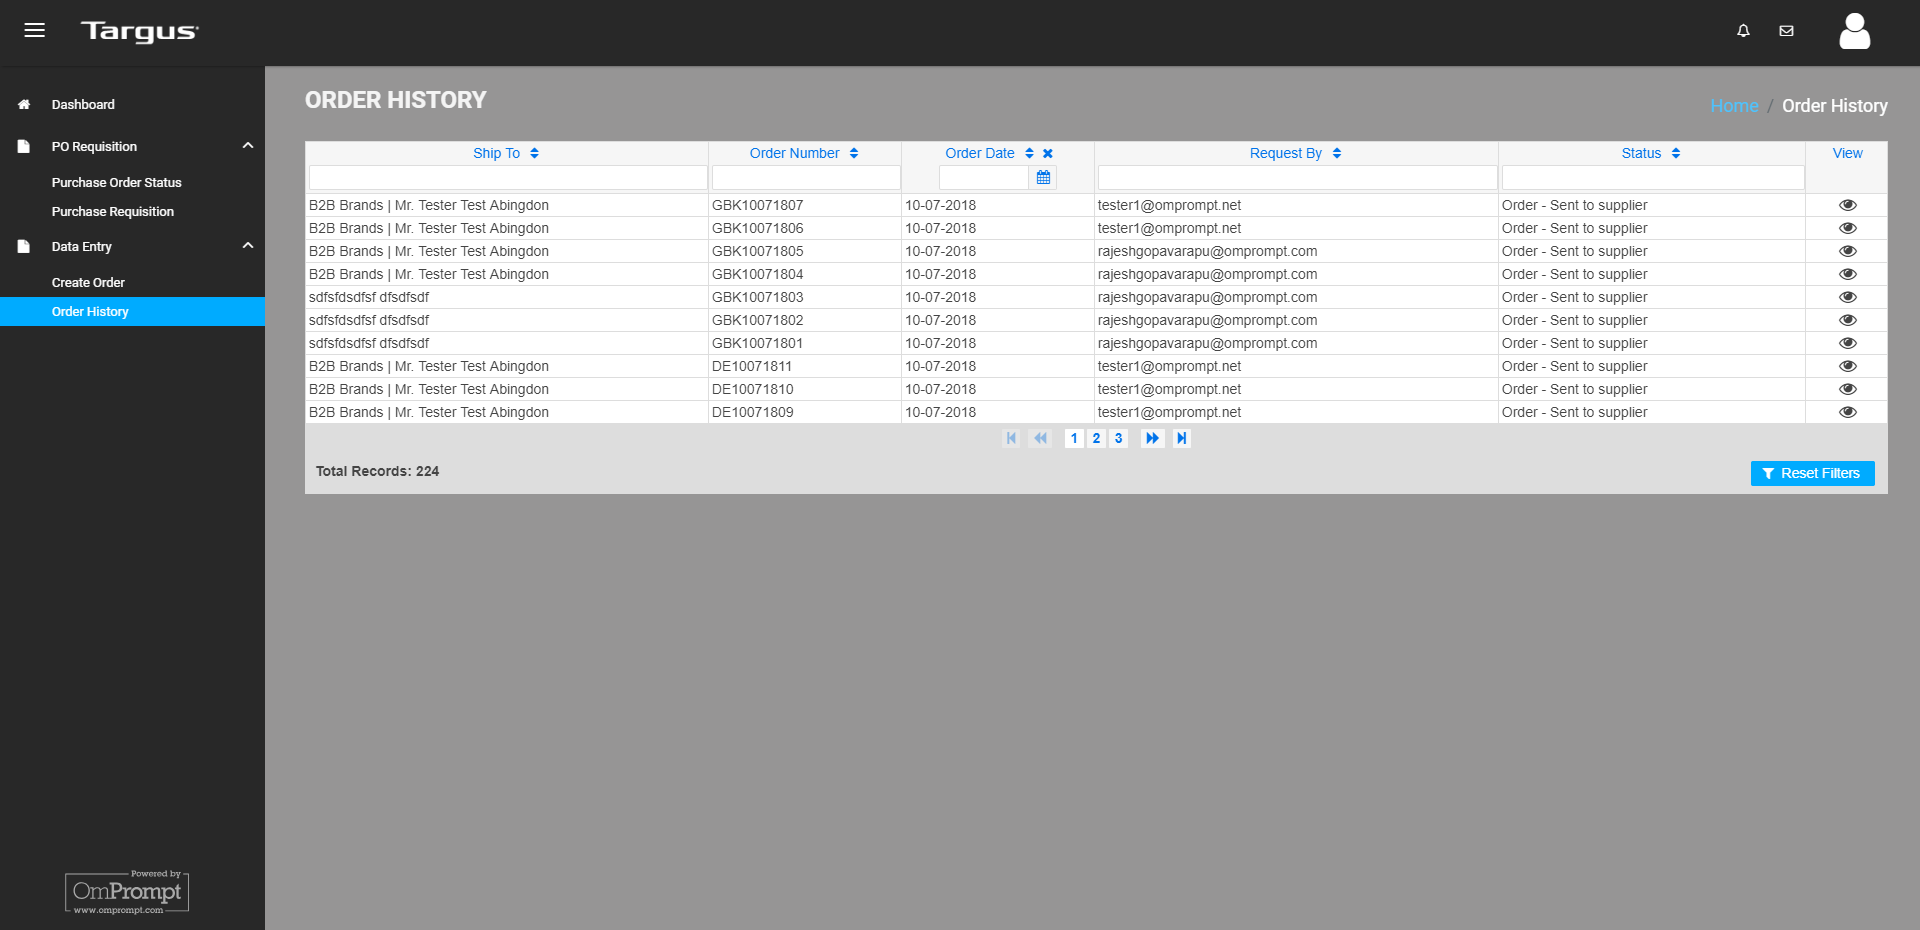 Targus
Dashboard
PO Requisition
Purchase Order Status
Purchase Requisition
Data Entry
Create Order
Order History
Powered by
OmPrompt
www.omprompt.com
ORDER HISTORY
Home / Order History
Ship To Order Number Order Date Request By Status View
B2B Brands | Mr. Tester Test Abingdon GBK10071807 10-07-2018 tester1@omprompt.net Order - Sent to supplier
B2B Brands | Mr. Tester Test Abingdon GBK10071806 10-07-2018 tester1@omprompt.net Order - Sent to supplier
B2B Brands | Mr. Tester Test Abingdon GBK10071805 10-07-2018 rajeshgopavarapu@omprompt.com Order - Sent to supplier
B2B Brands | Mr. Tester Test Abingdon GBK10071804 10-07-2018 rajeshgopavarapu@omprompt.com Order - Sent to supplier
sdfsfdsdfsf dfsdfsdf GBK10071803 10-07-2018 rajeshgopavarapu@omprompt.com Order - Sent to supplier
sdfsfdsdfsf dfsdfsdf GBK10071802 10-07-2018 rajeshgopavarapu@omprompt.com Order - Sent to supplier
sdfsfdsdfsf dfsdfsdf GBK10071801 10-07-2018 rajeshgopavarapu@omprompt.com Order - Sent to supplier
B2B Brands | Mr. Tester Test Abingdon DE10071811 10-07-2018 tester1@omprompt.net Order - Sent to supplier
B2B Brands | Mr. Tester Test Abingdon DE10071810 10-07-2018 tester1@omprompt.net Order - Sent to supplier
B2B Brands | Mr. Tester Test Abingdon DE10071809 10-07-2018 tester1@omprompt.net Order - Sent to supplier
1 2 3
Total Records: 224
Reset Filters